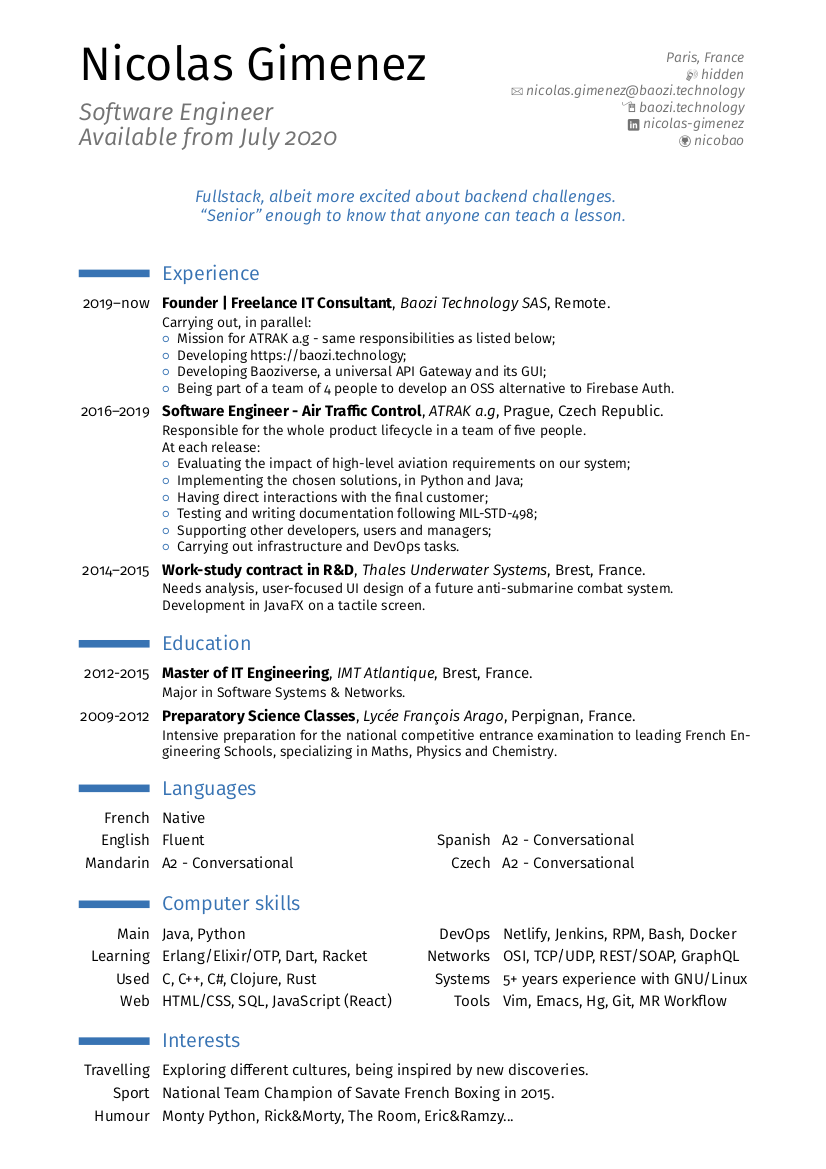 Nicolas Gimenez
Software Engineer
Available from July 2020
Paris, France
hidden
nicolas.gimenez@baozi.technology
baozi.technology
nicolas-gimenez
nicobao
Fullstack, albeit more excited about backend challenges.
“Senior” enough to know that anyone can teach a lesson.
Experience
2019–now Founder | Freelance IT Consultant, Baozi Technology SAS, Remote.
Carrying out, in parallel:
○ Mission for ATRAK a.g - same responsibilities as listed below;
○ Developing https://baozi.technology;
○ Developing Baoziverse, a universal API Gateway and its GUI;
○ Being part of a team of 4 people to develop an OSS alternative to Firebase Auth.
2016–2019 Software Engineer - Air Traffic Control, ATRAK a.g, Prague, Czech Republic.
Responsible for the whole product lifecycle in a team of five people.
At each release:
○ Evaluating the impact of high-level aviation requirements on our system;
○ Implementing the chosen solutions, in Python and Java;
○ Having direct interactions with the final customer;
○ Testing and writing documentation following MIL-STD-498;
○ Supporting other developers, users and managers;
○ Carrying out infrastructure and DevOps tasks.
2014–2015 Work-study contract in R&D, Thales Underwater Systems, Brest, France.
Needs analysis, user-focused UI design of a future anti-submarine combat system.
Development in JavaFX on a tactile screen.
Education
2012-2015 Master of IT Engineering, IMT Atlantique, Brest, France.
Major in Software Systems & Networks.
2009-2012 Preparatory Science Classes, Lycée François Arago, Perpignan, France.
Intensive preparation for the national competitive entrance examination to leading French En-
gineering Schools, specializing in Maths, Physics and Chemistry.
Languages
French Native
English Fluent Spanish A2 - Conversational
Mandarin A2 - Conversational Czech A2 - Conversational
Computer skills
Main Java, Python DevOps Netlify, Jenkins, RPM, Bash, Docker
Learning Erlang/Elixir/OTP, Dart, Racket Networks OSI, TCP/UDP, REST/SOAP, GraphQL
Used C, C++, C#, Clojure, Rust Systems 5+ years experience with GNU/Linux
Web HTML/CSS, SQL, JavaScript (React) Tools Vim, Emacs, Hg, Git, MR Workflow
Interests
Travelling Exploring different cultures, being inspired by new discoveries.
Sport National Team Champion of Savate French Boxing in 2015.
Humour Monty Python, Rick&Morty, The Room, Eric&Ramzy...